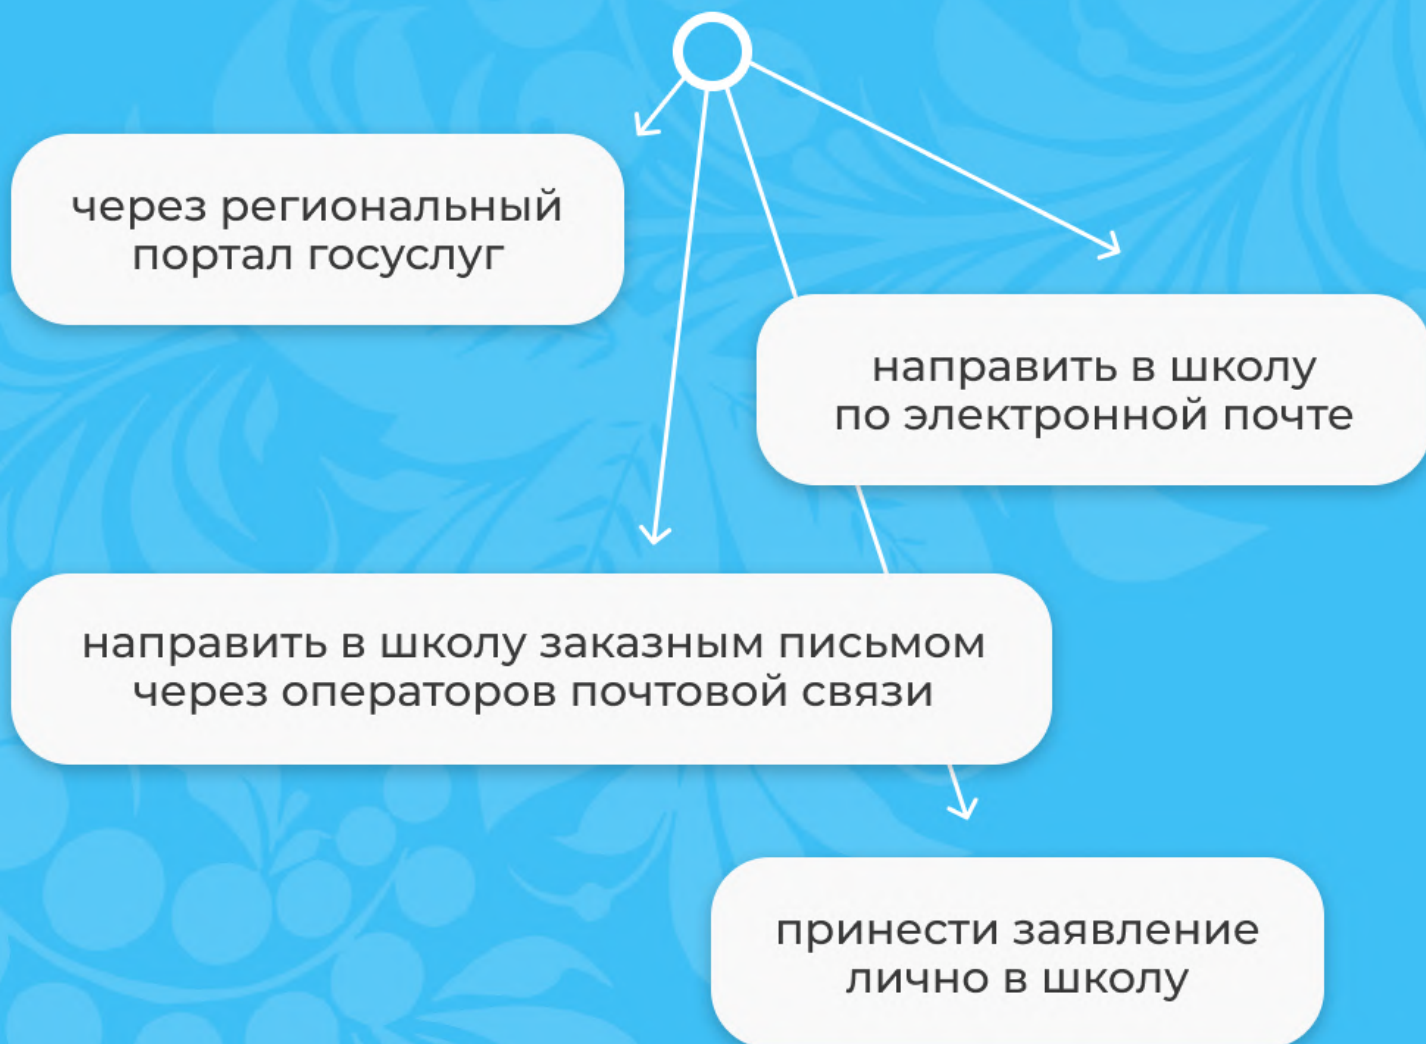 через региональный
портал госуслуг
направить в школу
по электронной почте
направить в школу заказным письмом
через операторов почтовой связи
принести заявление
лично в школу